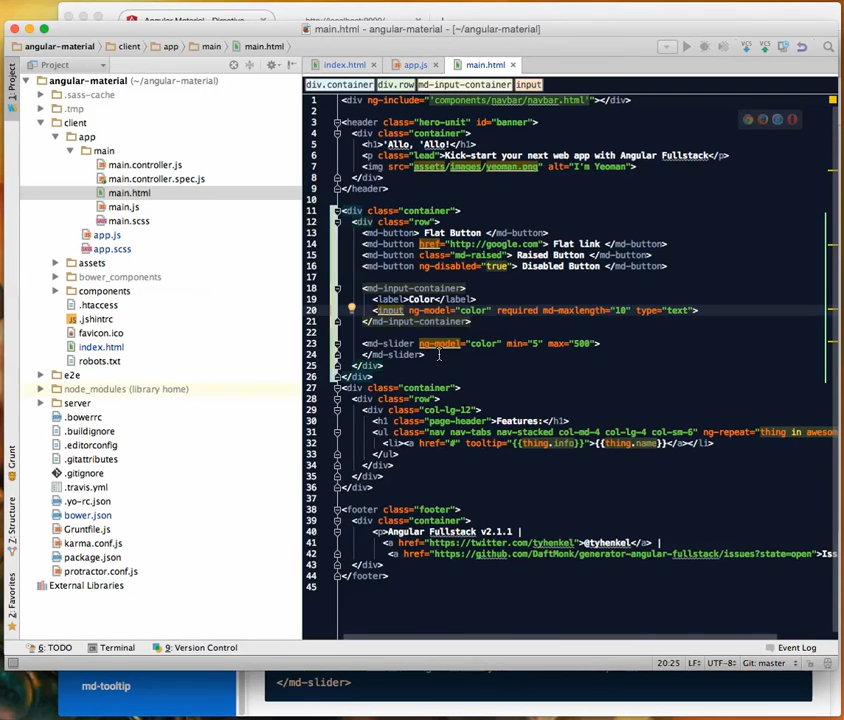 Angular Material - Directive
http://localhost:9000/
main.html - [~/angular-material] - [~/angular-material]
angular-material client app main main.html
1: Project
Project
index.html app.js main.html
div.container div.row md-input-container input
angular-material (~/angular-material)
.sass-cache
.tmp
client
app
main
main.controller.js
main.controller.spec.js
main.html
main.js
main.scss
app.js
app.scss
assets
bower_components
components
.htaccess
.jshintrc
favicon.ico
index.html
robots.txt
e2e
node_modules (library home)
server
.bowerrc
.buildignore
.editorconfig
.gitattributes
.gitignore
.travis.yml
.yo-rc.json
bower.json
Gruntfile.js
karma.conf.js
package.json
protractor.conf.js
External Libraries
Grunt
7: Structure
2: Favorites
1 <div ng-include='components/navbar/navbar.html'"></div>
2
3 <header class="hero-unit" id="banner">
4 <div class="container">
5 <h1>'Allo, 'Allo!</h1>
6 <p class="lead">Kick-start your next web app with Angular Fullstack</p>
7 <img src="assets/images/yeoman.png" alt="I'm Yeoman">
8 </div>
9 </header>
10
11 <div class="container">
12 <div class="row">
13 <md-button> Flat Button </md-button>
14 <md-button href="http://google.com"> Flat link </md-button>
15 <md-button class="md-raised"> Raised Button </md-button>
16 <md-button ng-disabled="true"> Disabled Button </md-button>
17
18 <md-input-container>
19 <label>Color</label>
20 <input ng-model="color" required md-maxlength="10" type="text">
21 </md-input-container>
22
23 <md-slider ng-model="color" min="5" max="500">
24 </md-slider>
25 </div>
26 </div>
27 <div class="container">
28 <div class="row">
29 <div class="col-lg-12">
30 <h1 class="page-header">Features:</h1>
31 <ul class="nav nav-tabs nav-stacked col-md-4 col-lg-4 col-sm-6" ng-repeat="thing in awesom
32 <li><a href="#" tooltip="{{thing.info}}">{{thing.name}}</a></li>
33 </ul>
34 </div>
35 </div>
36 </div>
37
38 <footer class="footer">
39 <div class="container">
40 <p>Angular Fullstack v2.1.1 |
41 <a href="https://twitter.com/tyhenkel">@tyhenkel</a> |
42 <a href="https://github.com/DaftMonk/generator-angular-fullstack/issues?state=open">Iss
43 </div>
44 </footer>
45
6: TODO Terminal 9: Version Control Event Log
20:25 LF UTF-8 Git: master
md-tooltip
</md-slider>